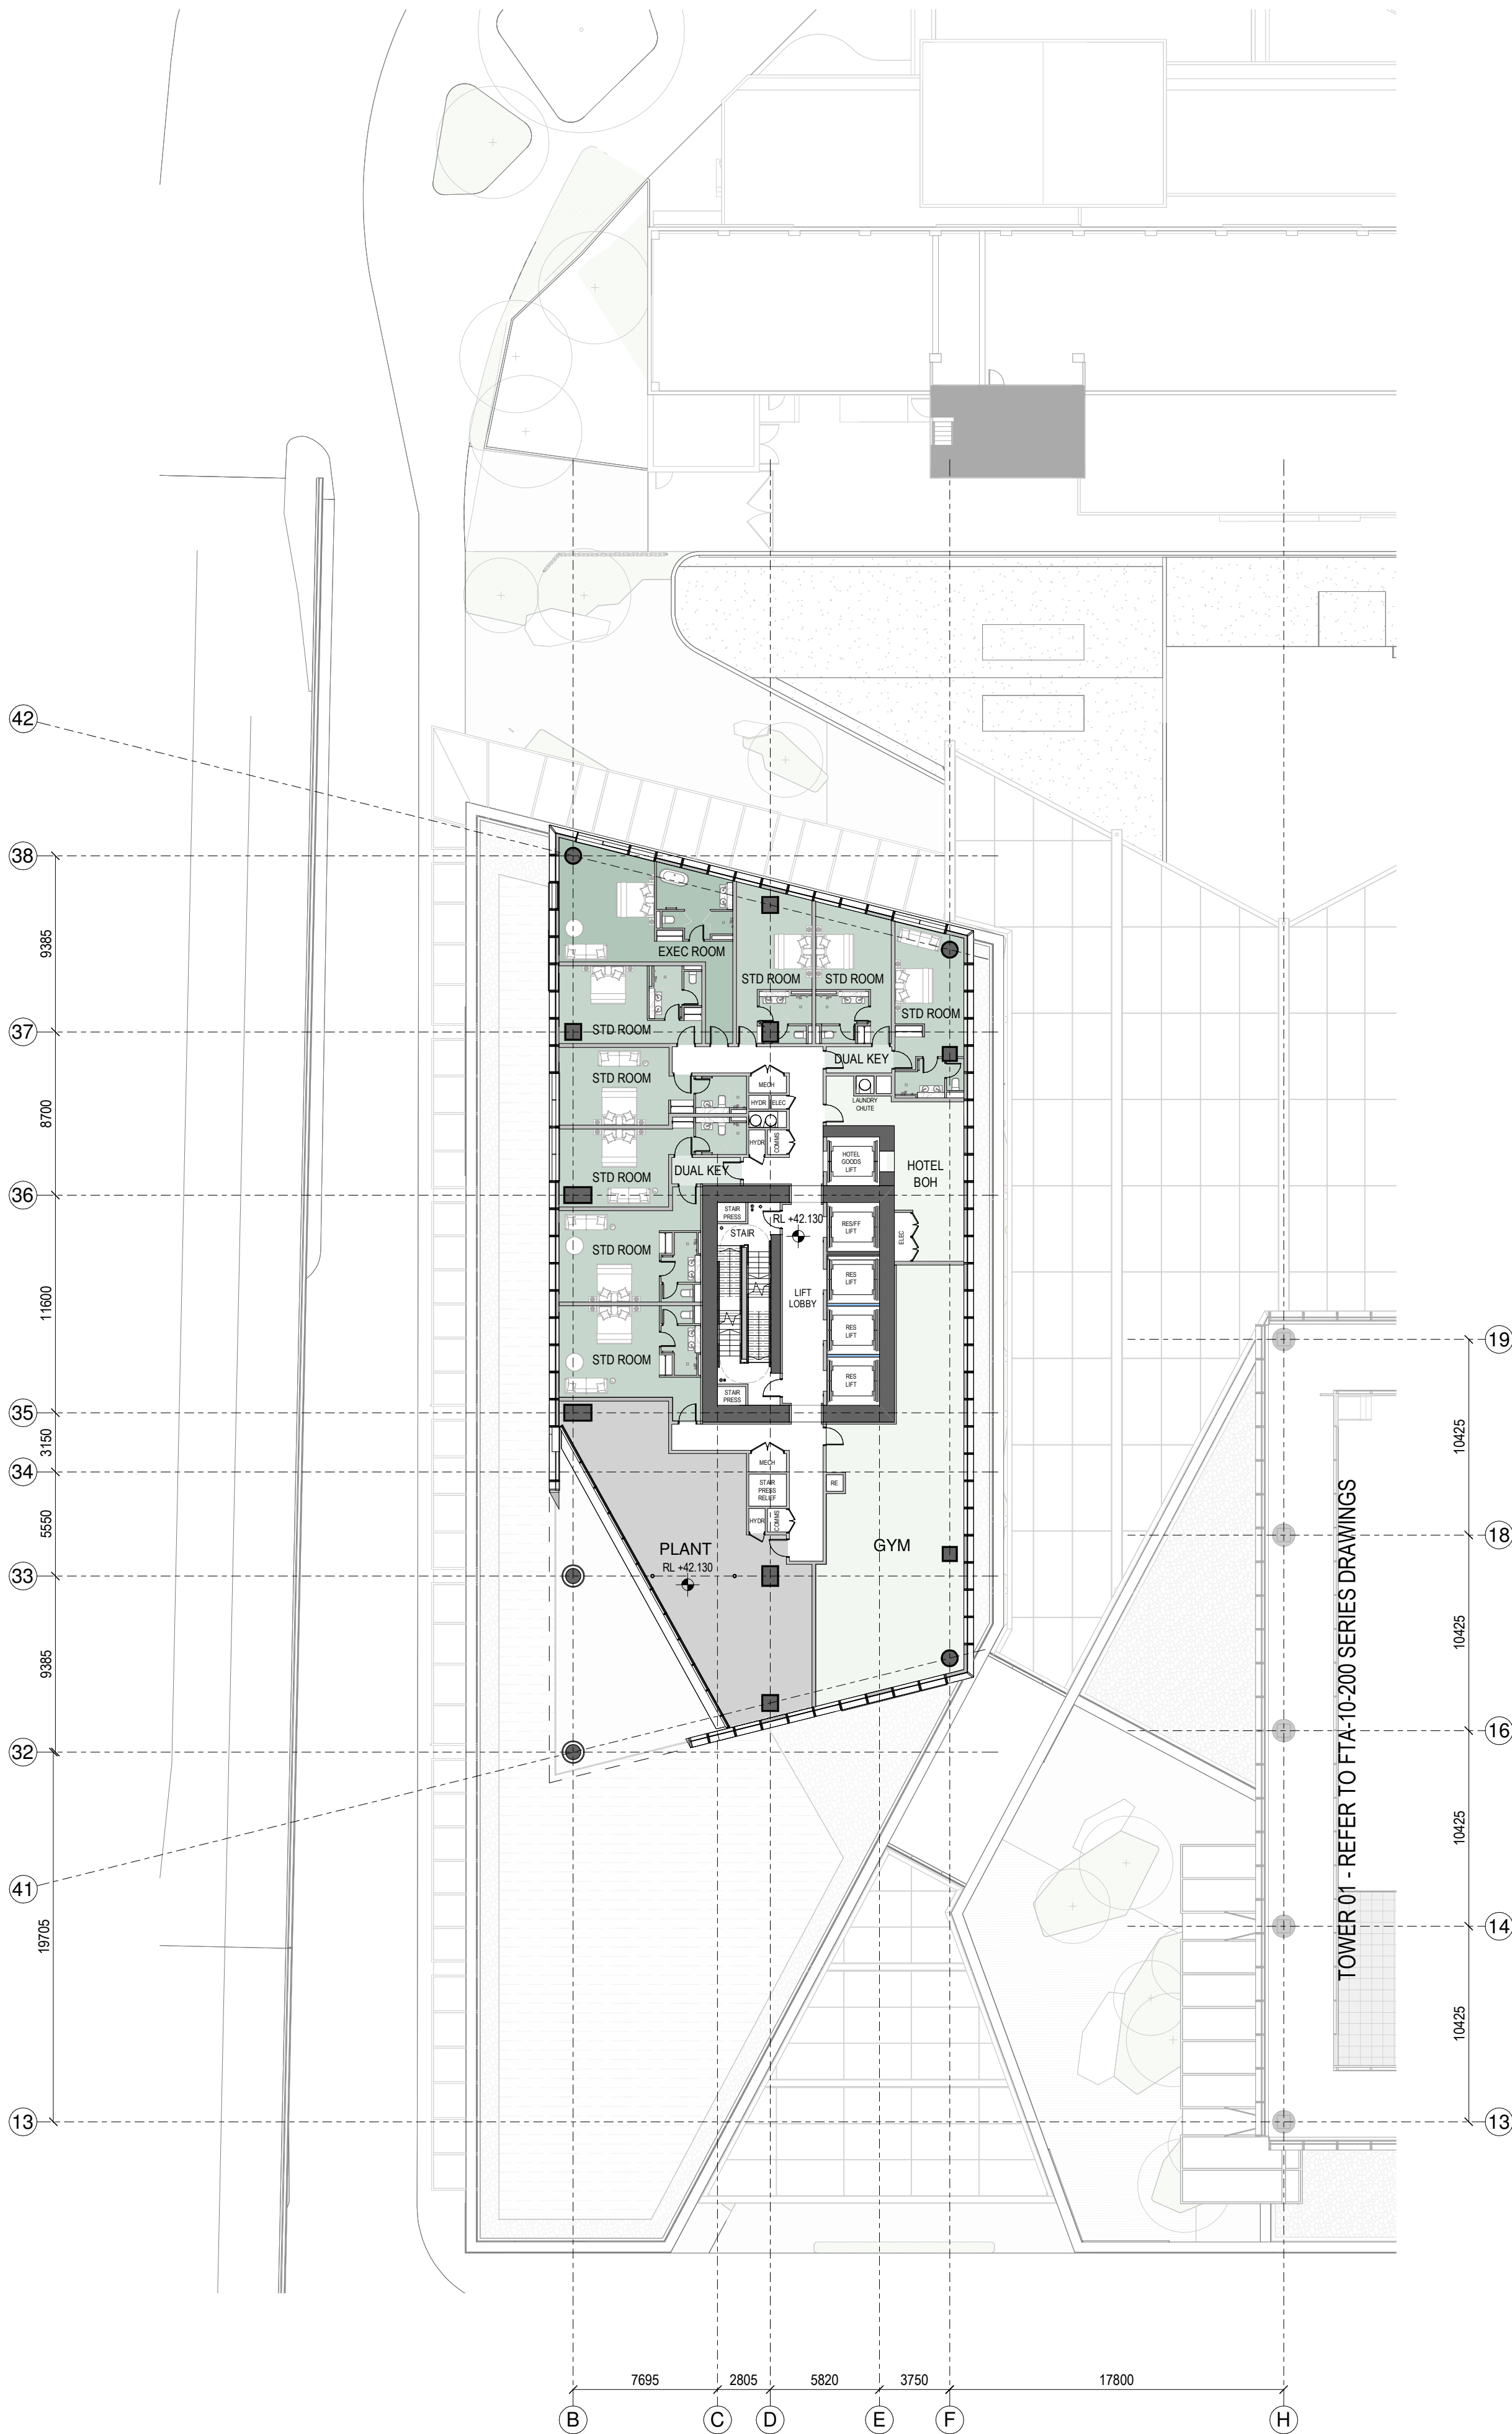 42
38
9385
EXEC ROOM
STD ROOM
STD ROOM
STD ROOM
STD ROOM
37
DUAL KEY
STD ROOM
MECH
HYDR
ELEC
LAUNDRY
CHUTE
8700
HYDR
COMMS
HOTEL
GOODS
LIFT
HOTEL
BOH
DUAL KEY
STD ROOM
36
STAIR
PRESS
RL +42.130
STAIR
RES/FF
LIFT
ELEC
STD ROOM
11600
RES
LIFT
LIFT
LOBBY
RES
LIFT
19
STD ROOM
RES
LIFT
STAIR
PRESS
35
10425
3150
MECH
34
STAIR
PRESS
RELIEF
RE
5550
HYDR
COMMS
18
PLANT
RL +42.130
GYM
33
10425
9385
TOWER 01 - REFER TO FTA-10-200 SERIES DRAWINGS
16
32
10425
41
14
19705
10425
13
13
7695
2805
5820
3750
17800
B
C
D
E
F
H